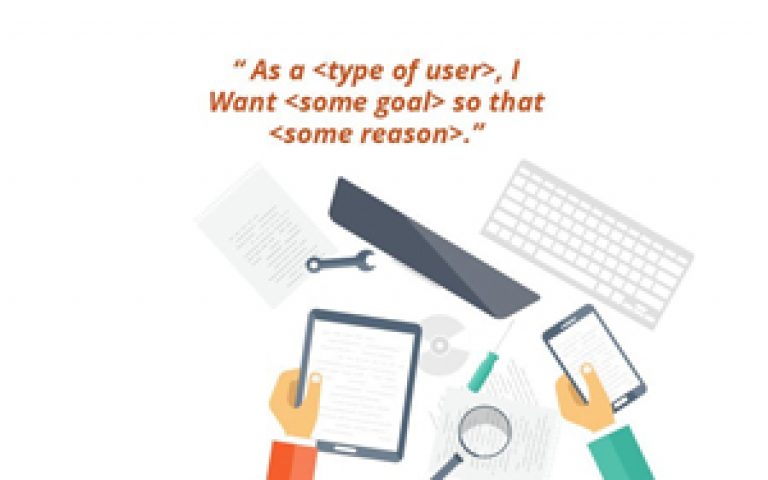 “ As a <type of user>, I
Want <some goal> so that
<some reason>.”